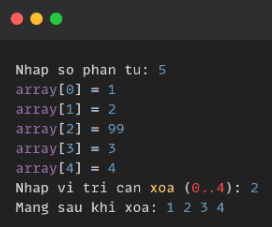 Nhap so phan tu: 5
array[0] = 1
array[1] = 2
array[2] = 99
array[3] = 3
array[4] = 4
Nhap vi tri can xoa (0..4): 2
Mang sau khi xoa: 1 2 3 4